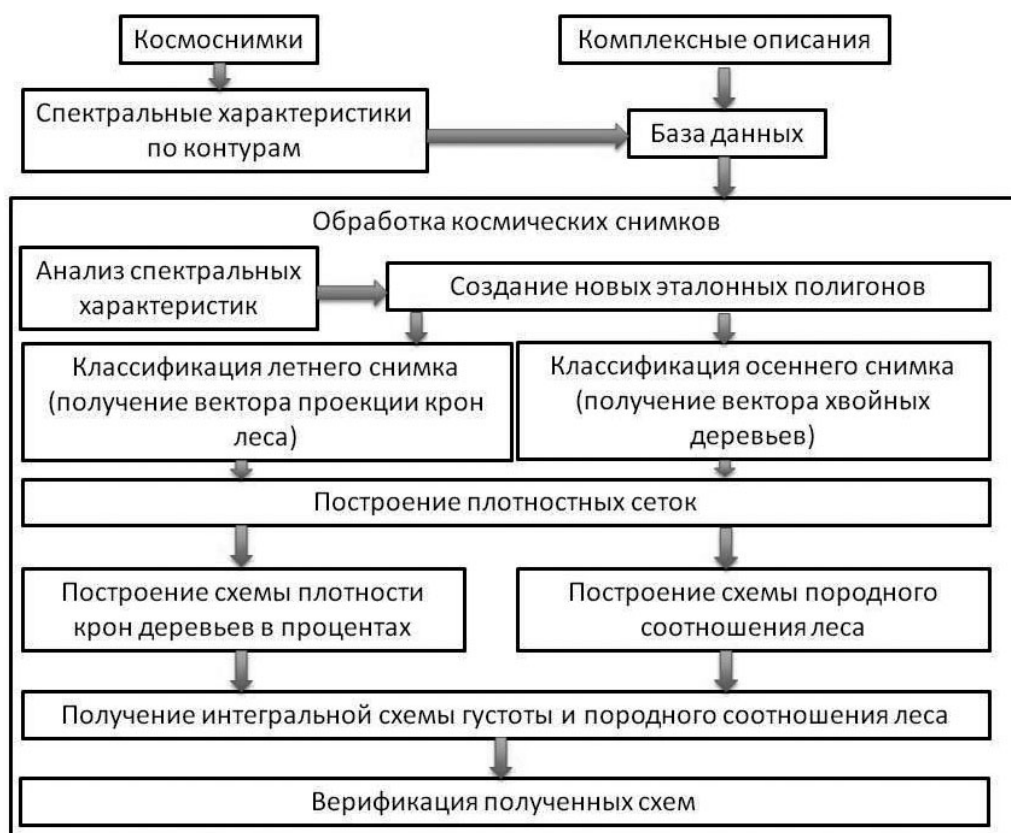 Космоснимки
Комплексные описания
Спектральные характеристики
по контурам
База данных
Обработка космических снимков
Анализ спектральных
характеристик
Создание новых эталонных полигонов
Классификация летнего снимка
(получение вектора проекции крон
леса)
Классификация осеннего снимка
(получение вектора хвойных
деревьев)
Построение плотностных сеток
Построение схемы плотности
крон деревьев в процентах
Построение схемы породного
соотношения леса
Получение интегральной схемы густоты и породного соотношения леса
Верификация полученных схем